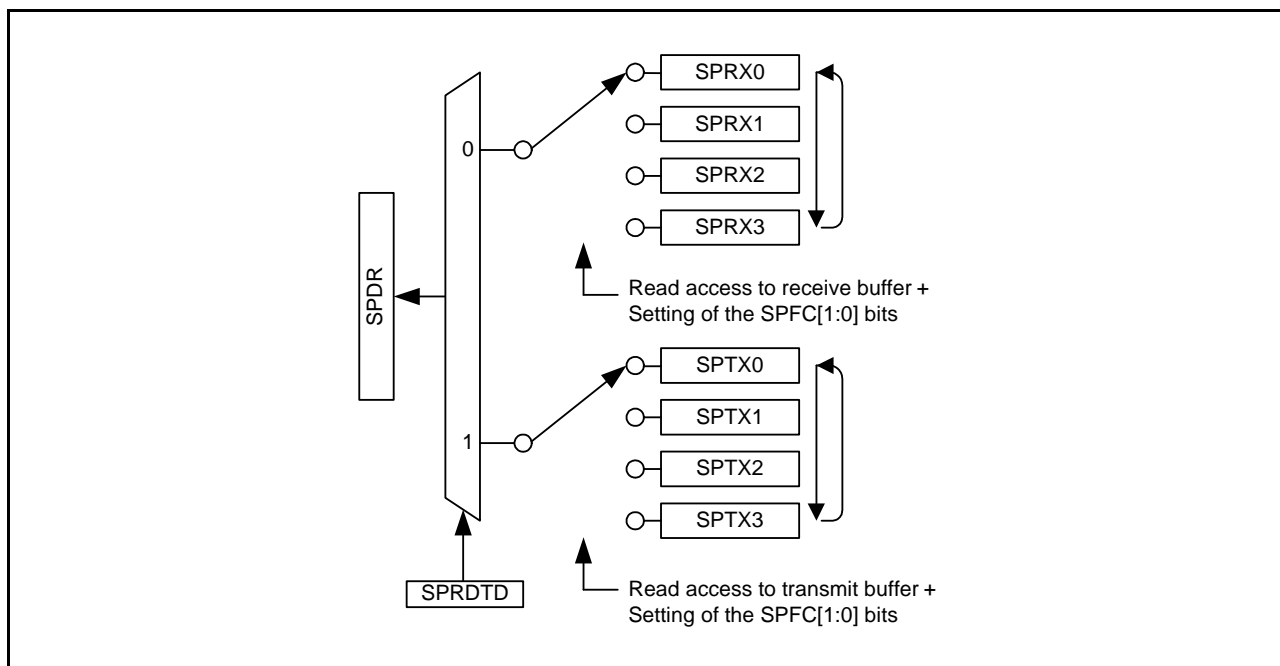 SPRX0
SPRX1
0
SPRX2
SPRX3
SPDR
Read access to receive buffer +
Setting of the SPFC[1:0] bits
SPTX0
SPTX1
1
SPTX2
SPTX3
SPRDTD
Read access to transmit buffer +
Setting of the SPFC[1:0] bits